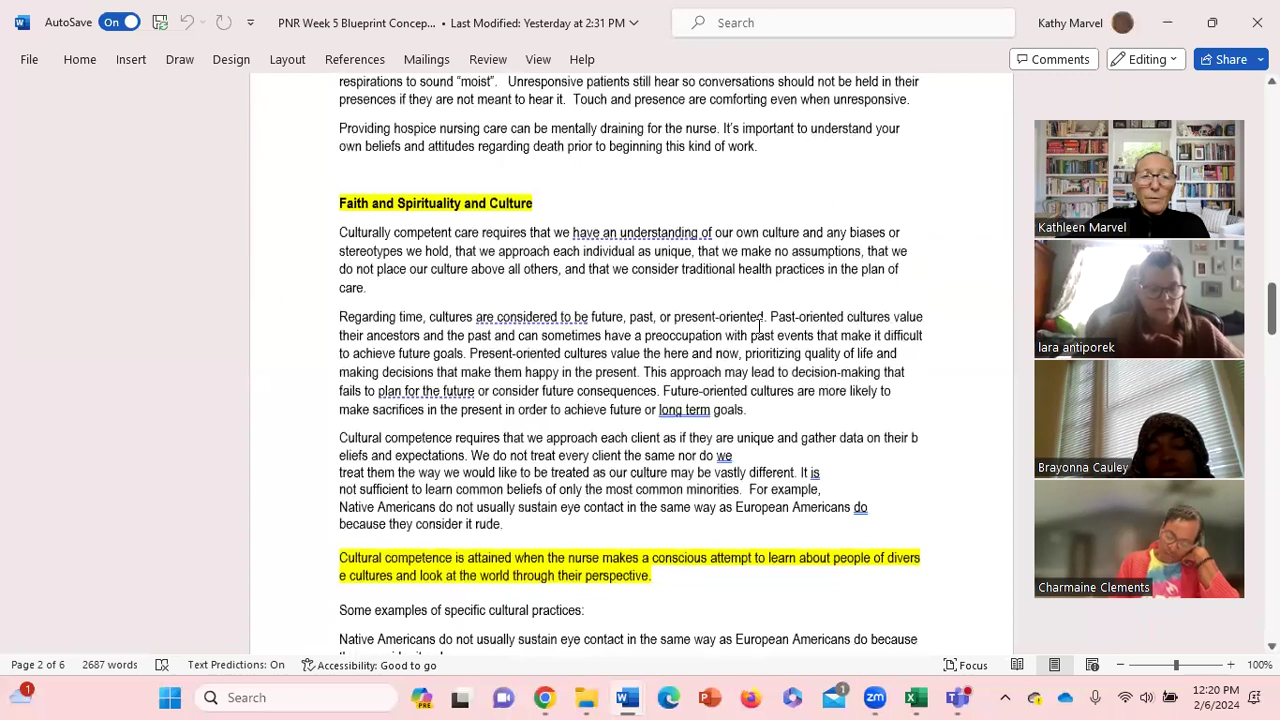 AutoSave On PNR Week 5 Blueprint Concep... • Last Modified: Yesterday at 2:31 PM Search Kathy Marvel
File Home Insert Draw Design Layout References Mailings Review View Help Comments Editing Share
respirations to sound “moist”. Unresponsive patients still hear so conversations should not be held in their
presences if they are not meant to hear it. Touch and presence are comforting even when unresponsive.
Providing hospice nursing care can be mentally draining for the nurse. It’s important to understand your
own beliefs and attitudes regarding death prior to beginning this kind of work.
Faith and Spirituality and Culture
Culturally competent care requires that we have an understanding of our own culture and any biases or
stereotypes we hold, that we approach each individual as unique, that we make no assumptions, that we
do not place our culture above all others, and that we consider traditional health practices in the plan of
care.
Regarding time, cultures are considered to be future, past, or present-oriented. Past-oriented cultures value
their ancestors and the past and can sometimes have a preoccupation with past events that make it difficult
to achieve future goals. Present-oriented cultures value the here and now, prioritizing quality of life and
making decisions that make them happy in the present. This approach may lead to decision-making that
fails to plan for the future or consider future consequences. Future-oriented cultures are more likely to
make sacrifices in the present in order to achieve future or long term goals.
Cultural competence requires that we approach each client as if they are unique and gather data on their b
eliefs and expectations. We do not treat every client the same nor do we
treat them the way we would like to be treated as our culture may be vastly different. It is
not sufficient to learn common beliefs of only the most common minorities. For example,
Native Americans do not usually sustain eye contact in the same way as European Americans do
because they consider it rude.
Cultural competence is attained when the nurse makes a conscious attempt to learn about people of divers
e cultures and look at the world through their perspective.
Some examples of specific cultural practices:
Native Americans do not usually sustain eye contact in the same way as European Americans do because
Kathleen Marvel
lara antiporek
Brayonna Cauley
Charmaine Clements
Page 2 of 6 2687 words Text Predictions: On Accessibility: Good to go Focus 100%
1 Search PRE 1 zm 12:20 PM
2/6/2024